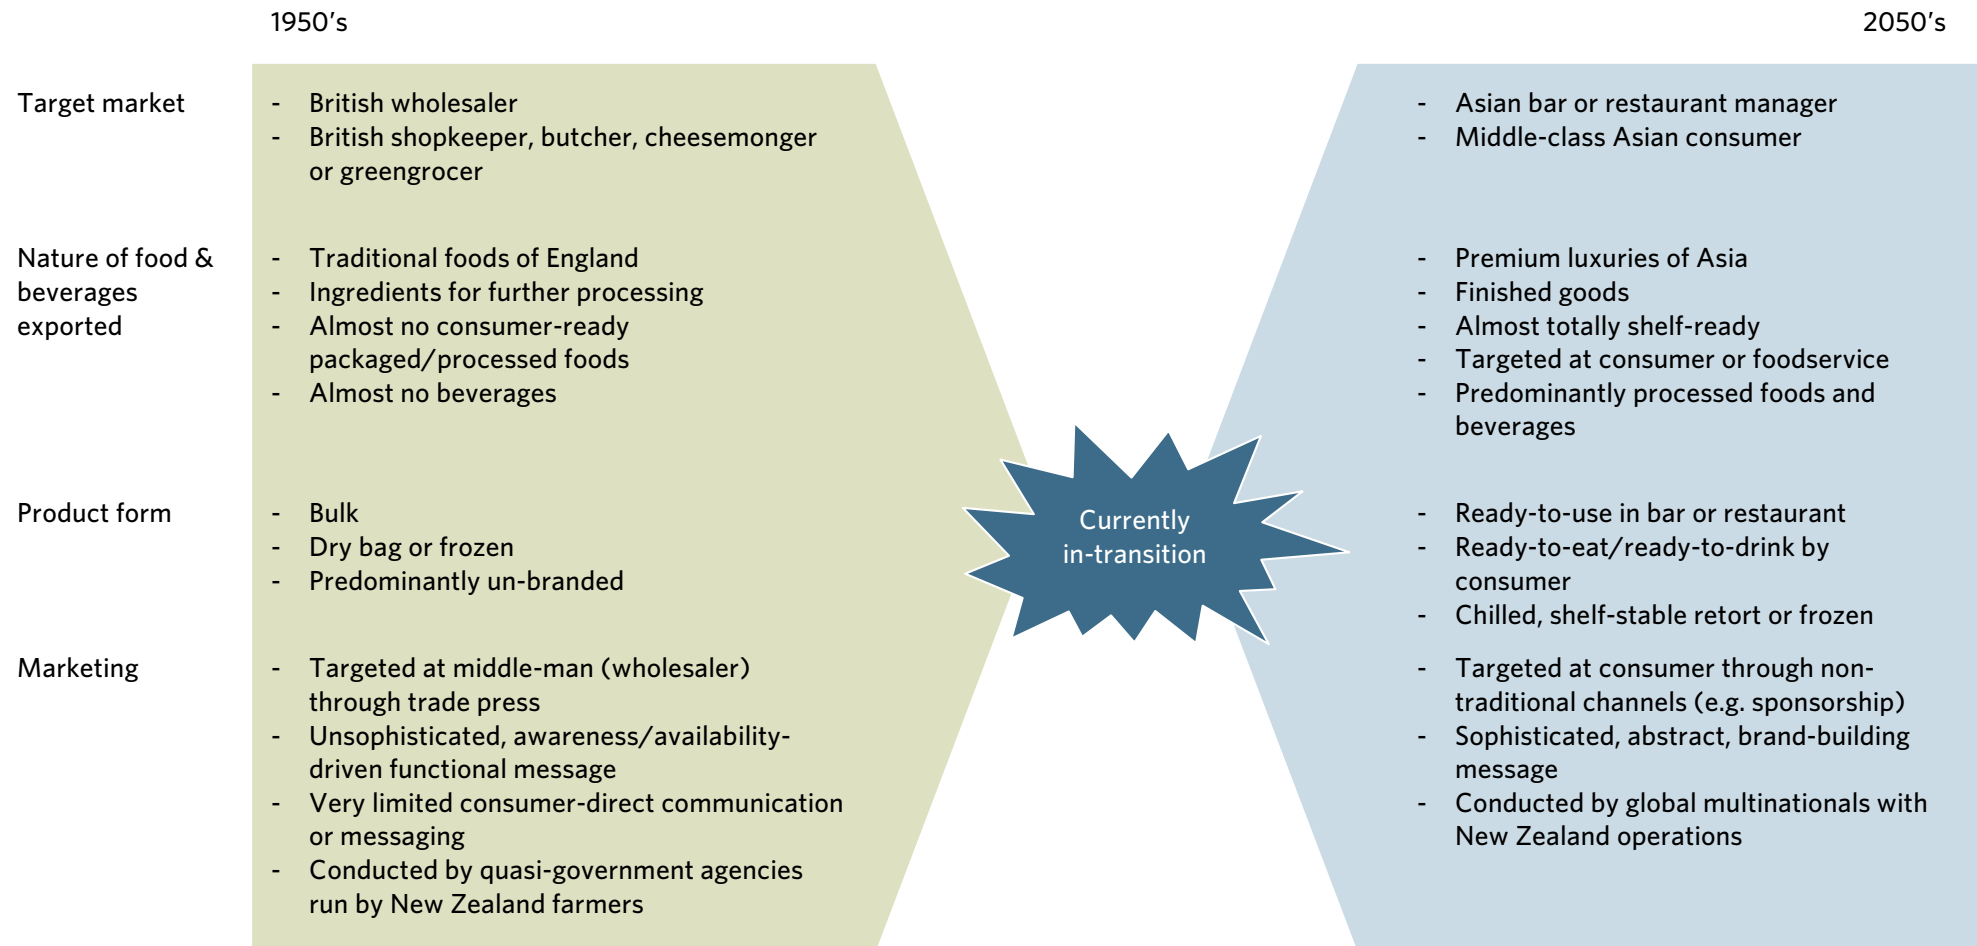 1950's
2050's
Target market
- British wholesaler
- British shopkeeper, butcher, cheesemonger
or greengrocer
- Asian bar or restaurant manager
- Middle-class Asian consumer
Nature of food &
beverages
exported
- Traditional foods of England
- Ingredients for further processing
- Almost no consumer-ready
packaged/processed foods
- Almost no beverages
- Premium luxuries of Asia
- Finished goods
- Almost totally shelf-ready
- Targeted at consumer or foodservice
- Predominantly processed foods and
beverages
Currently
in-transition
Product form
- Bulk
- Dry bag or frozen
- Predominantly un-branded
- Ready-to-use in bar or restaurant
- Ready-to-eat/ready-to-drink by
consumer
- Chilled, shelf-stable retort or frozen
Marketing
- Targeted at middle-man (wholesaler)
through trade press
- Unsophisticated, awareness/availability-
driven functional message
- Very limited consumer-direct communication
or messaging
- Conducted by quasi-government agencies
run by New Zealand farmers
- Targeted at consumer through non-
traditional channels (e.g. sponsorship)
- Sophisticated, abstract, brand-building
message
- Conducted by global multinationals with
New Zealand operations